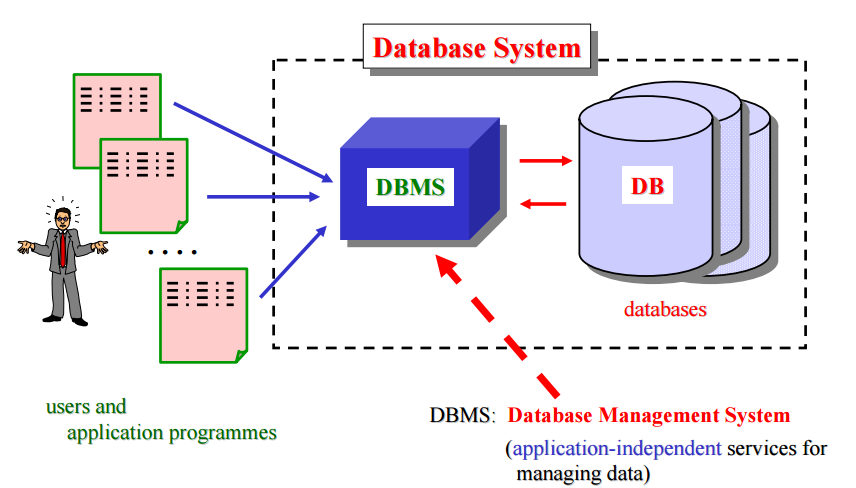 Database System
DBMS
DB
. . . .
databases
users and
application programmes
DBMS: Database Management System
(application-independent services for
managing data)